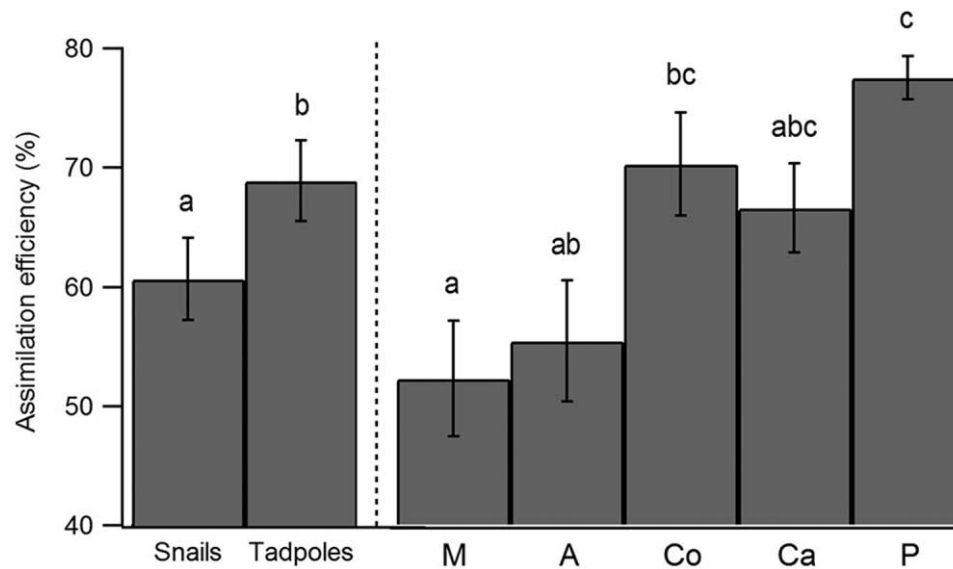 Assimilation efficiency (%)
80
70
60
50
40
a
b
a
ab
bc
abc
c
Snails
Tadpoles
M
A
Co
Ca
P